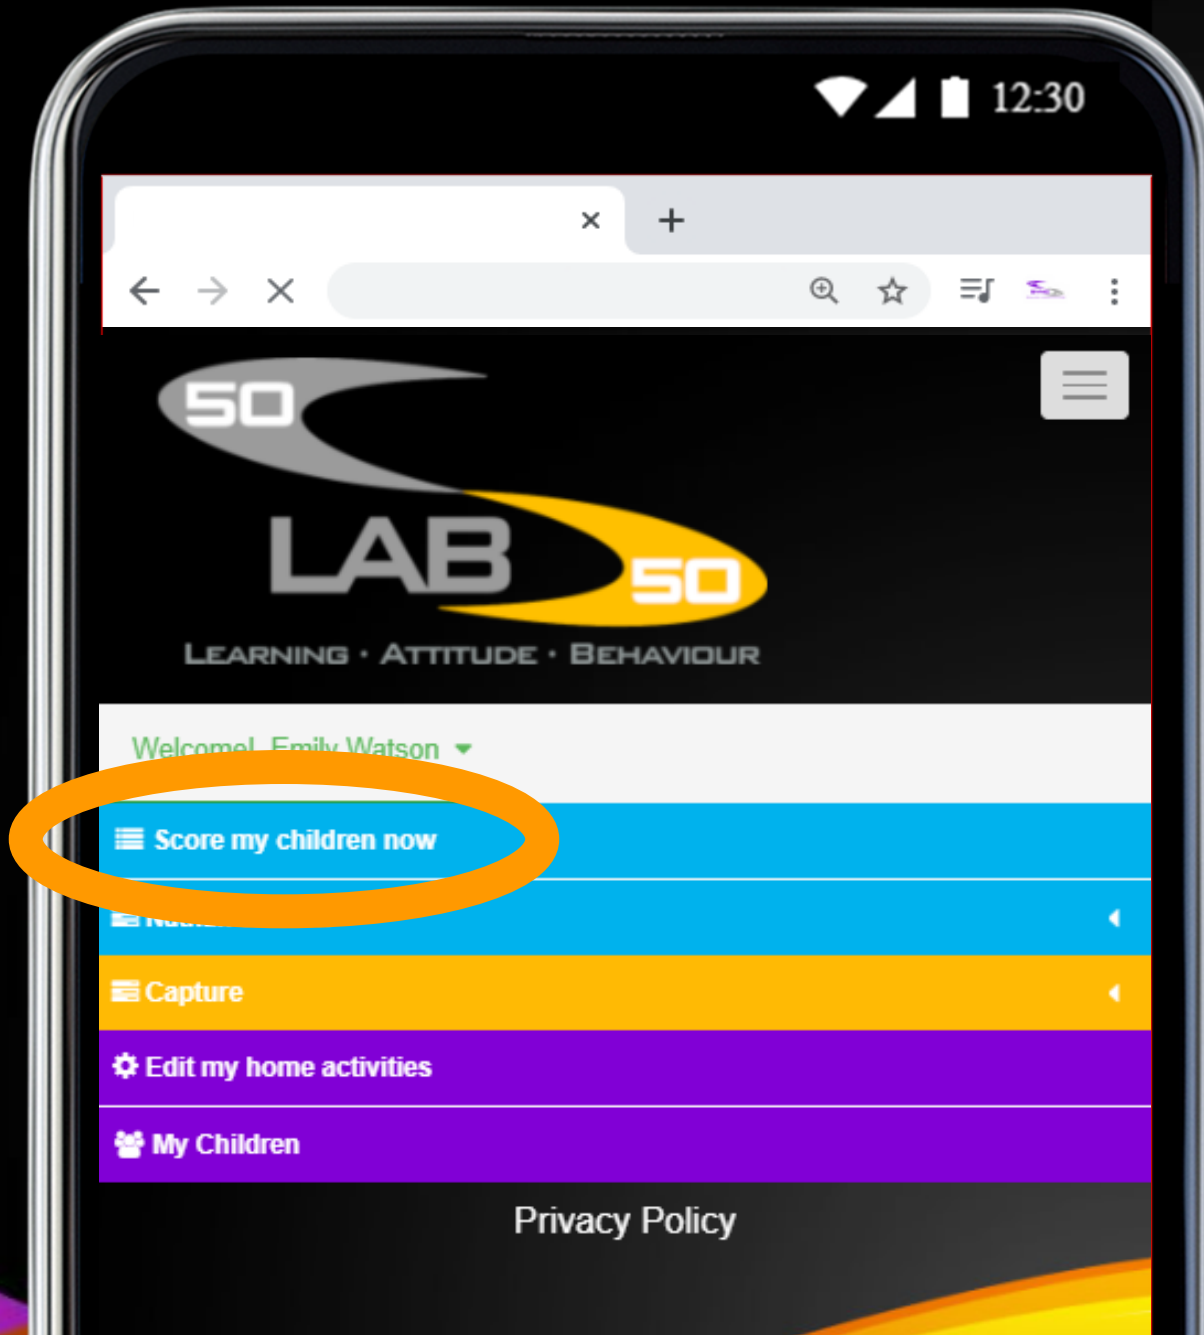 12:30
50
LAB
50
LEARNING · ATTITUDE · BEHAVIOUR
Welcome! Emily Watson
Score my children now
Capture
Edit my home activities
My Children
Privacy Policy